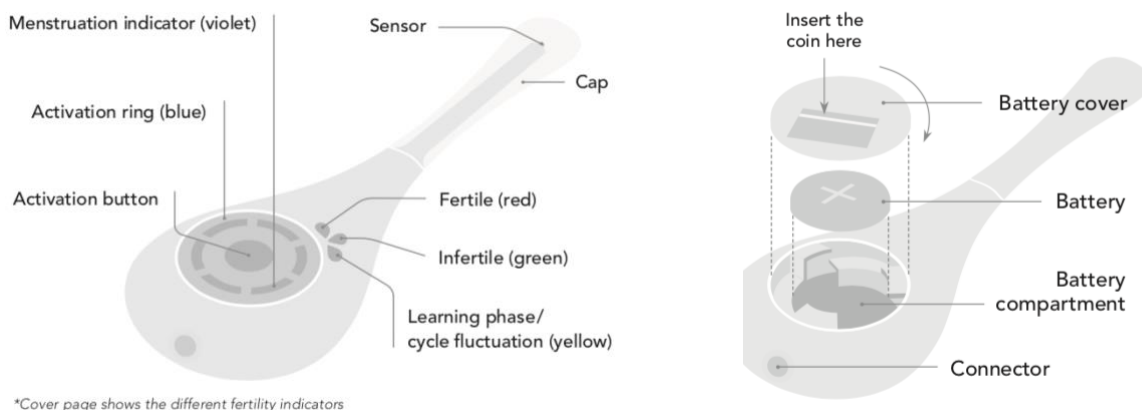 Menstruation indicator (violet)
Activation ring (blue)
Activation button
Sensor
Cap
Fertile (red)
Infertile (green)
Learning phase/
cycle fluctuation (yellow)
*Cover page shows the different fertility indicators
Insert the
coin here
Battery cover
Battery
Battery
compartment
Connector